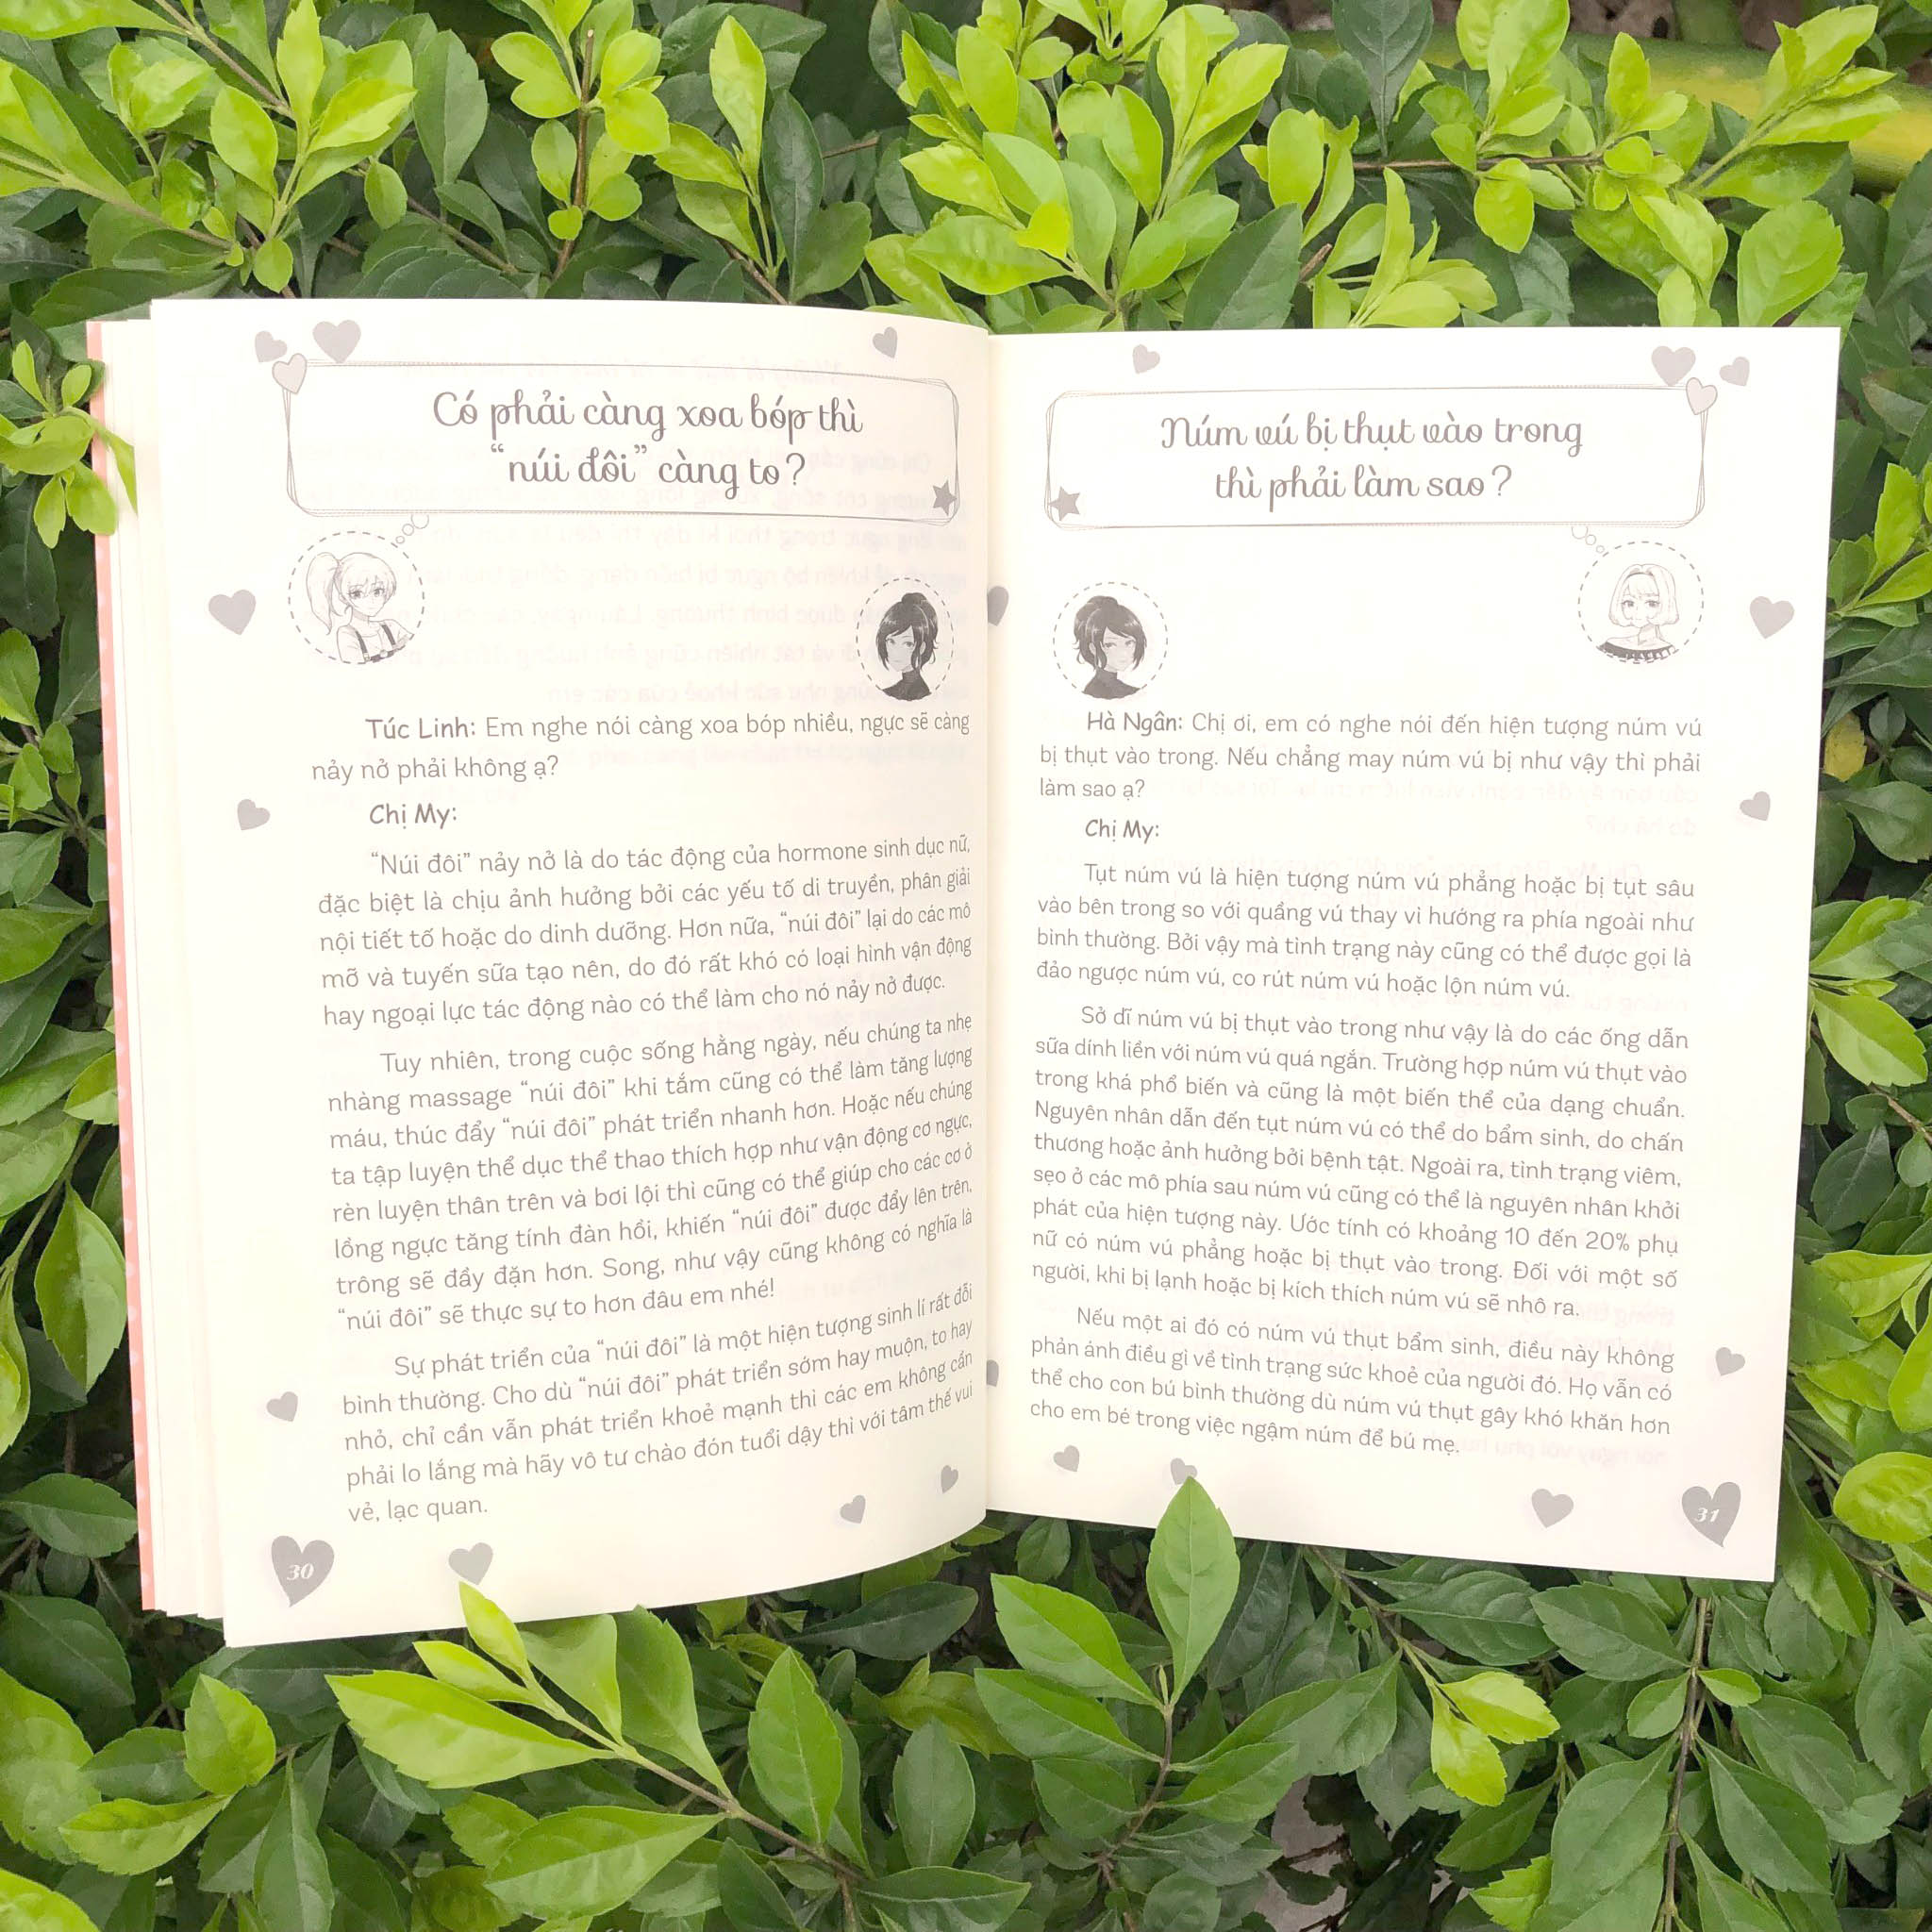 Có phải càng xoa bóp thì
“núi đôi” càng to?
Túc Linh: Em nghe nói càng xoa bóp nhiều, ngực sẽ càng
nảy nở phải không ạ?
Chị My:
“Núi đôi” nảy nở là do tác động của hormone sinh dục nữ,
đặc biệt là chịu ảnh hưởng bởi các yếu tố di truyền, phân giải
nội tiết tố hoặc do dinh dưỡng. Hơn nữa, “núi đôi” lại do các mô
mỡ và tuyến sữa tạo nên, do đó rất khó có loại hình vận động
hay ngoại lực tác động nào có thể làm cho nó nảy nở được.
Tuy nhiên, trong cuộc sống hằng ngày, nếu chúng ta nhẹ
nhàng massage “núi đôi” khi tắm cũng có thể làm tăng lượng
máu, thúc đẩy “núi đôi” phát triển nhanh hơn. Hoặc nếu chúng
ta tập luyện thể dục thể thao thích hợp như vận động cơ ngực,
rèn luyện thân trên và bơi lội thì cũng có thể giúp cho các cơ ở
lồng ngực tăng tính đàn hồi, khiến “núi đôi” được đẩy lên trên,
trông sẽ đầy đặn hơn. Song, như vậy cũng không có nghĩa là
“núi đôi” sẽ thực sự to hơn đâu em nhé!
Sự phát triển của “núi đôi” là một hiện tượng sinh lí rất đỗi
bình thường. Cho dù “núi đôi” phát triển sớm hay muộn, to hay
nhỏ, chỉ cần vẫn phát triển khoẻ mạnh thì các em không cần
phải lo lắng mà hãy vô tư chào đón tuổi dậy thì với tâm thế vui
vẻ, lạc quan.
30
Núm vú bị thụt vào trong
thì phải làm sao?
Hà Ngân: Chị ơi, em có nghe nói đến hiện tượng núm vú
bị thụt vào trong. Nếu chẳng may núm vú bị như vậy thì phải
làm sao ạ?
Chị My:
Tụt núm vú là hiện tượng núm vú phẳng hoặc bị tụt sâu
vào bên trong so với quầng vú thay vì hướng ra phía ngoài như
bình thường. Bởi vậy mà tình trạng này cũng có thể được gọi là
đảo ngược núm vú, co rút núm vú hoặc lộn núm vú.
Sở dĩ núm vú bị thụt vào trong như vậy là do các ống dẫn
sữa dính liền với núm vú quá ngắn. Trường hợp núm vú thụt vào
trong khá phổ biến và cũng là một biến thể của dạng chuẩn.
Nguyên nhân dẫn đến tụt núm vú có thể do bẩm sinh, do chấn
thương hoặc ảnh hưởng bởi bệnh tật. Ngoài ra, tình trạng viêm,
sẹo ở các mô phía sau núm vú cũng có thể là nguyên nhân khởi
phát của hiện tượng này. Ước tính có khoảng 10 đến 20% phụ
nữ có núm vú phẳng hoặc bị thụt vào trong. Đối với một số
người, khi bị lạnh hoặc bị kích thích núm vú sẽ nhô ra.
Nếu một ai đó có núm vú thụt bẩm sinh, điều này không
phản ánh điều gì về tình trạng sức khoẻ của người đó. Họ vẫn có
thể cho con bú bình thường dù núm vú thụt gây khó khăn hơn
cho em bé trong việc ngậm núm để bú mẹ.
31